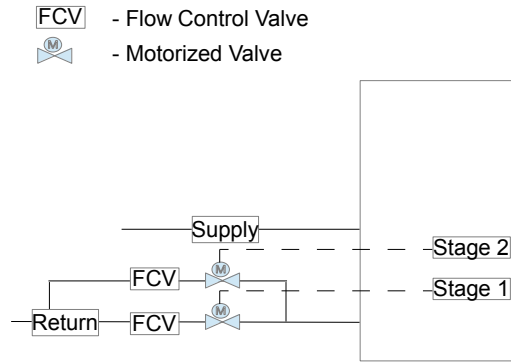 FCV - Flow Control Valve
M - Motorized Valve
Supply
Stage 2
M
FCV
Stage 1
M
Return
FCV